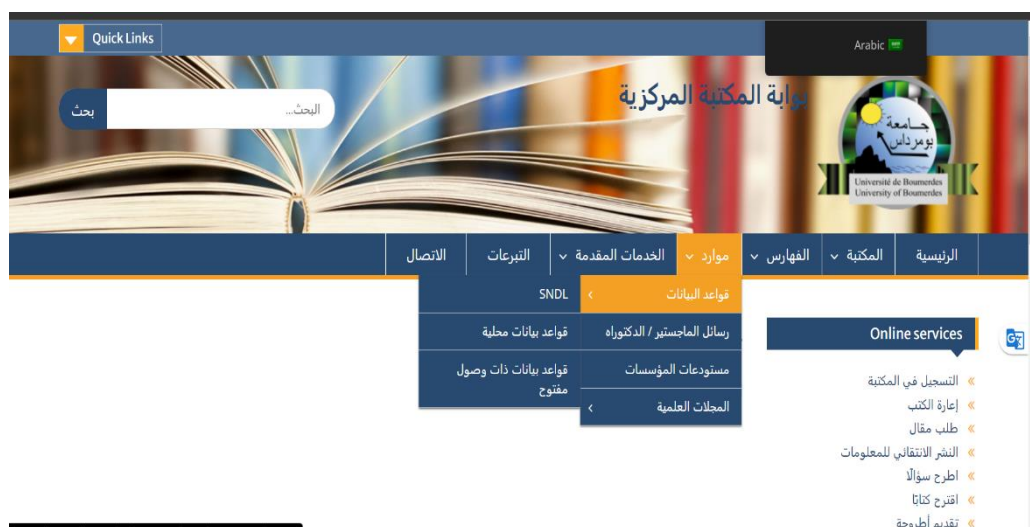 Quick Links
Arabic
بوابة المكتبة المركزية
البحث...
بحث
جامعة
بومرداس
Université de Boumerdes
University of Boumerdes
الرئيسية
المكتبة
الفهارس
موارد
الخدمات المقدمة
التبرعات
الاتصال
قواعد البيانات
رسائل الماجستير / الدكتوراه
مستودعات المؤسسات
المجلات العلمية
SNDL
قواعد بيانات محلية
قواعد بيانات ذات وصول
مفتوح
Online services
التسجيل في المكتبة
إعارة الكتب
طلب مقال
النشر الانتقائي للمعلومات
اطرح سؤالًا
اقترح كتابًا
تقديم أطروحة